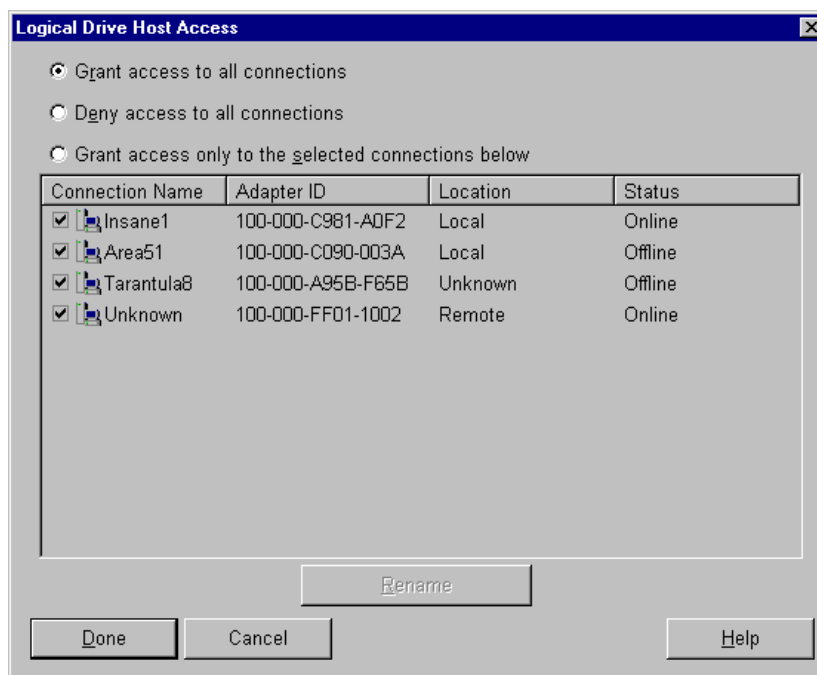 Logical Drive Host Access
Grant access to all connections
Deny access to all connections
Grant access only to the selected connections below
Connection Name Adapter ID Location Status
Insane1 100-000-C981-A0F2 Local Online
Area51 100-000-C090-003A Local Offline
Tarantula8 100-000-A95B-F65B Unknown Offline
Unknown 100-000-FF01-1002 Remote Online
Rename
Done Cancel Help